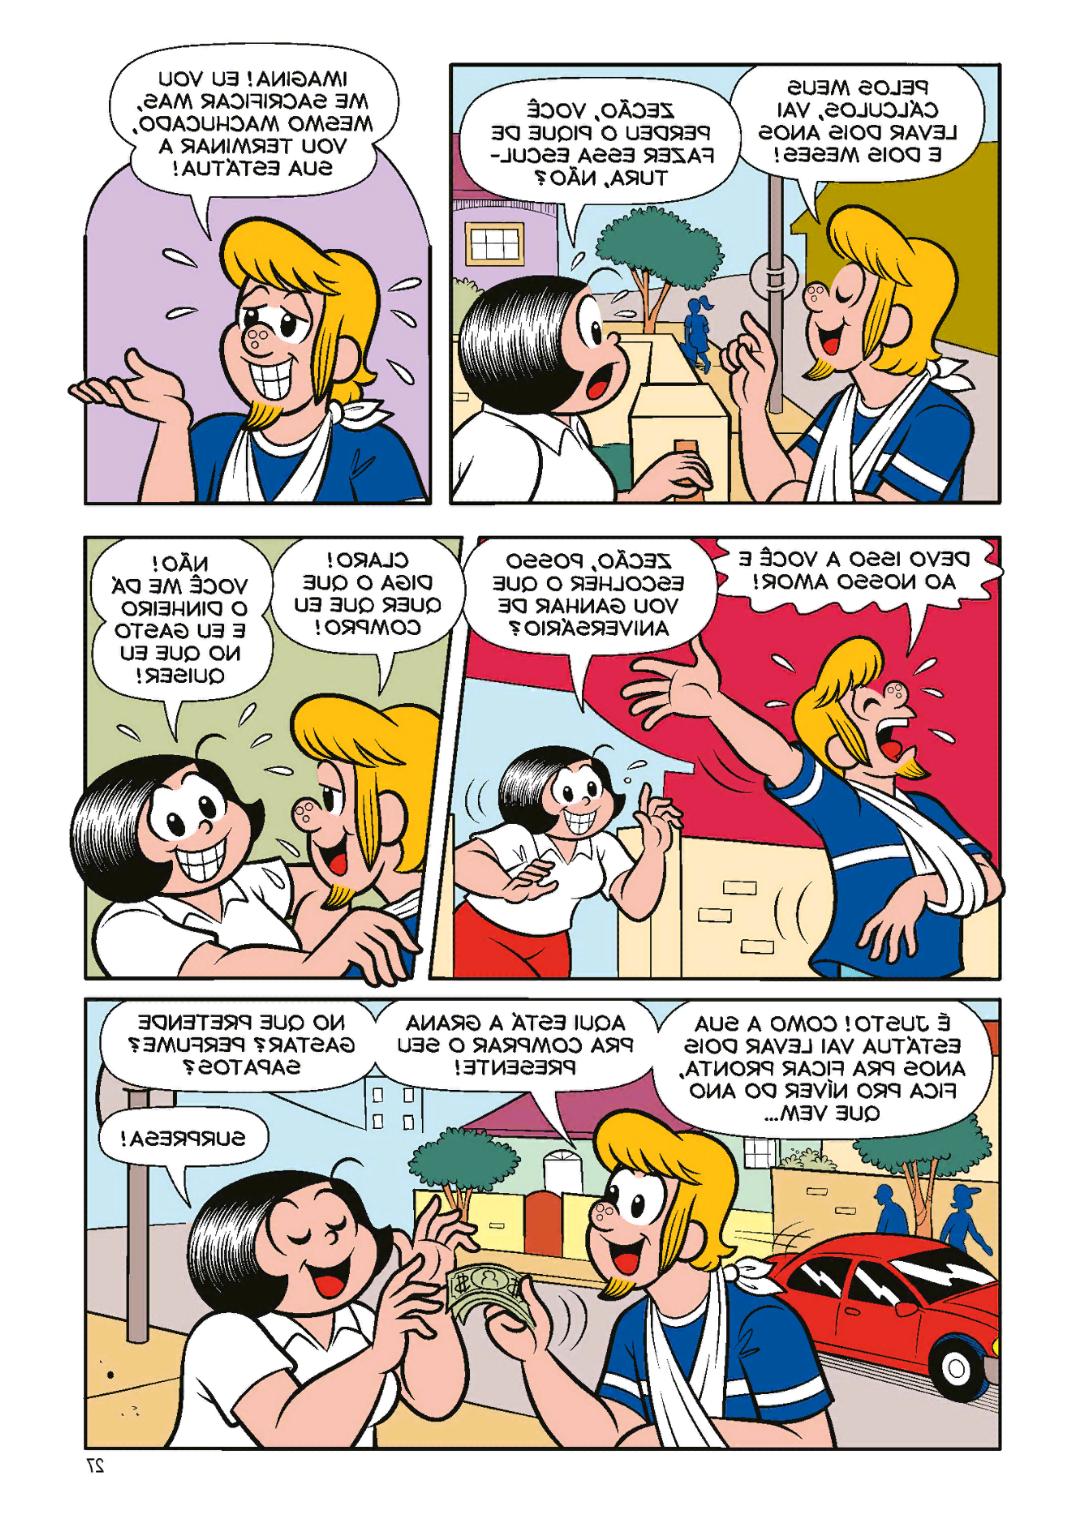 PELOS MEUS
CÁLCULOS, VAI
LEVAR DOIS ANOS
E DOIS MESES!
ZECÃO, VOCÊ
PERDEU O PIQUE DE
FAZER ESSA ESCUL-
TURA, NÃO?
IMAGINA! EU VOU
ME SACRIFICAR MAS,
MESMO MACHUCADO,
VOU TERMINAR A
SUA ESTÁTUA!
DEVO ISSO A VOCÊ E
AO NOSSO AMOR!
ZECÃO, POSSO
ESCOLHER O QUE
VOU GANHAR DE
ANIVERSÁRIO?
CLARO!
DIGA O QUE
QUER QUE EU
COMPRO!
NÃO!
VOCÊ ME DÁ
O DINHEIRO
E EU GASTO
NO QUE EU
QUISER!
É JUSTO! COMO A SUA
ESTÁTUA VAI LEVAR DOIS
ANOS PRA FICAR PRONTA,
FICA PRO NÍVER DO ANO
QUE VEM...
AQUI ESTÁ A GRANA
PRA COMPRAR O SEU
PRESENTE!
NO QUE PRETENDE
GASTAR? PERFUME?
SAPATOS?
SURPRESA!
27